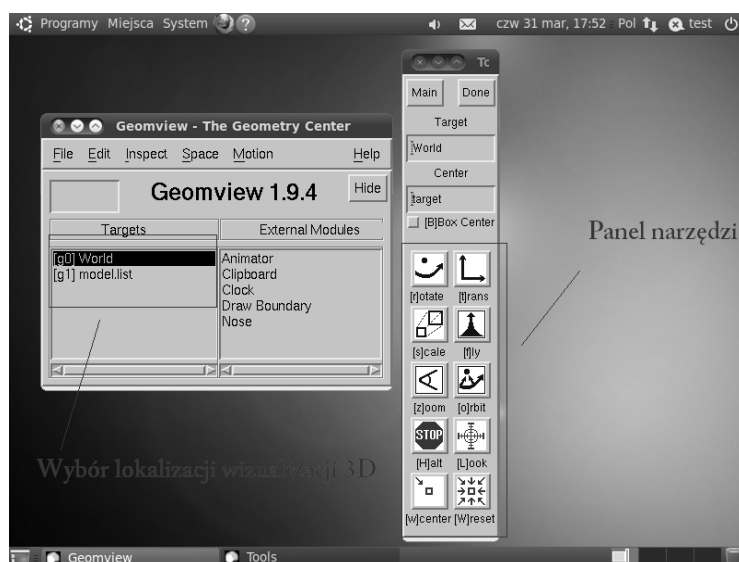 Programy Miejsca System
czw 31 mar, 17:52 Pol test
Geomview - The Geometry Center
File Edit Inspect Space Motion Help
Geomview 1.9.4
Hide
Targets
External Modules
[g0] World
[g1] model.list
Animator
Clipboard
Clock
Draw Boundary
Nose
Wybór lokalizacji wizualizacji 3D
Tc
Main Done
Target
World
Center
target
[B]Box Center
[r]otate [t]rans
[s]cale [f]ly
[z]oom [o]rbit
STOP
[H]alt [L]ook
[w]center [W]reset
Panel narzędzi
Geomview
Tools